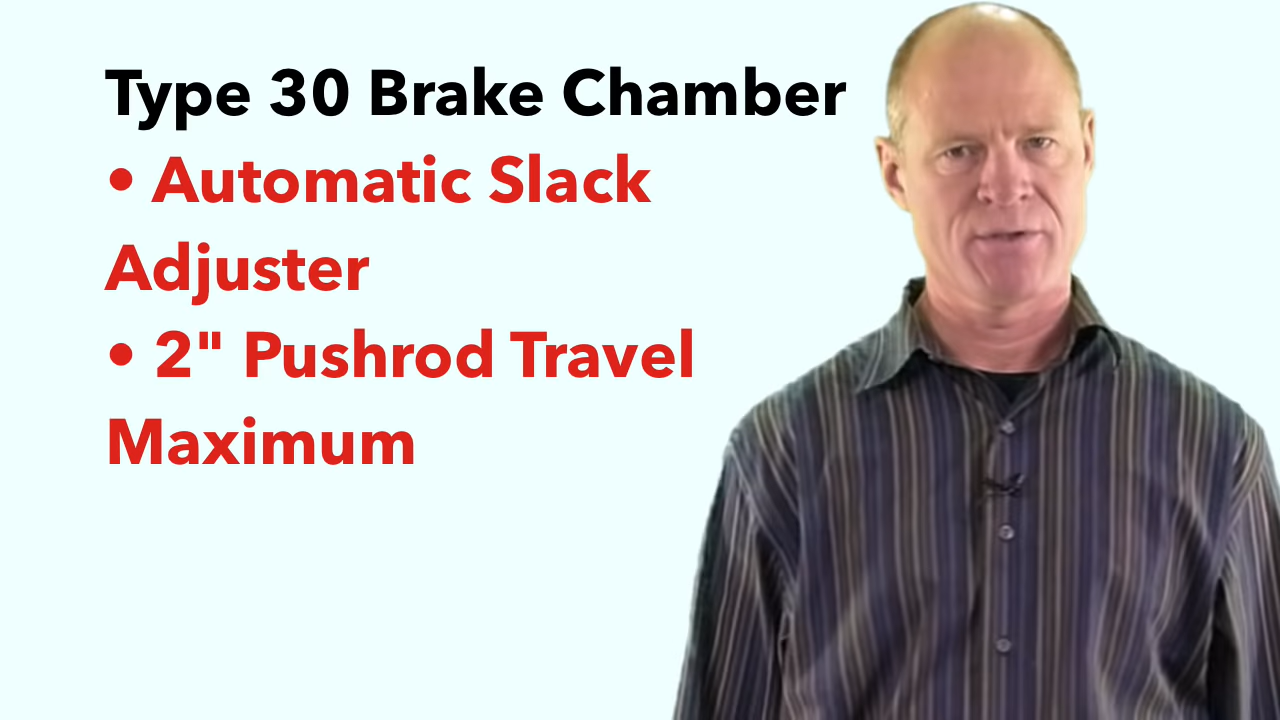 Type 30 Brake Chamber
• Automatic Slack
Adjuster
• 2" Pushrod Travel
Maximum